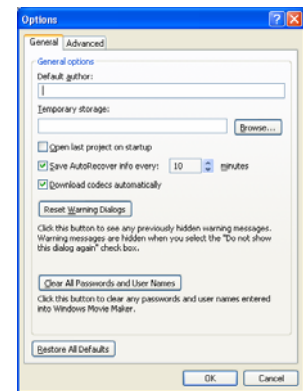 Options
General Advanced
General options
Default author:
Temporary storage:
Browse...
Open last project on startup
Save AutoRecover info every: 10 minutes
Download codecs automatically
Reset Warning Dialogs
Click this button to see any previously hidden warning messages.
Warning messages are hidden when you select the "Do not show
this dialog again" check box.
Clear All Passwords and User Names
Click this button to clear any passwords and user names entered
into Windows Movie Maker.
Restore All Defaults
OK Cancel